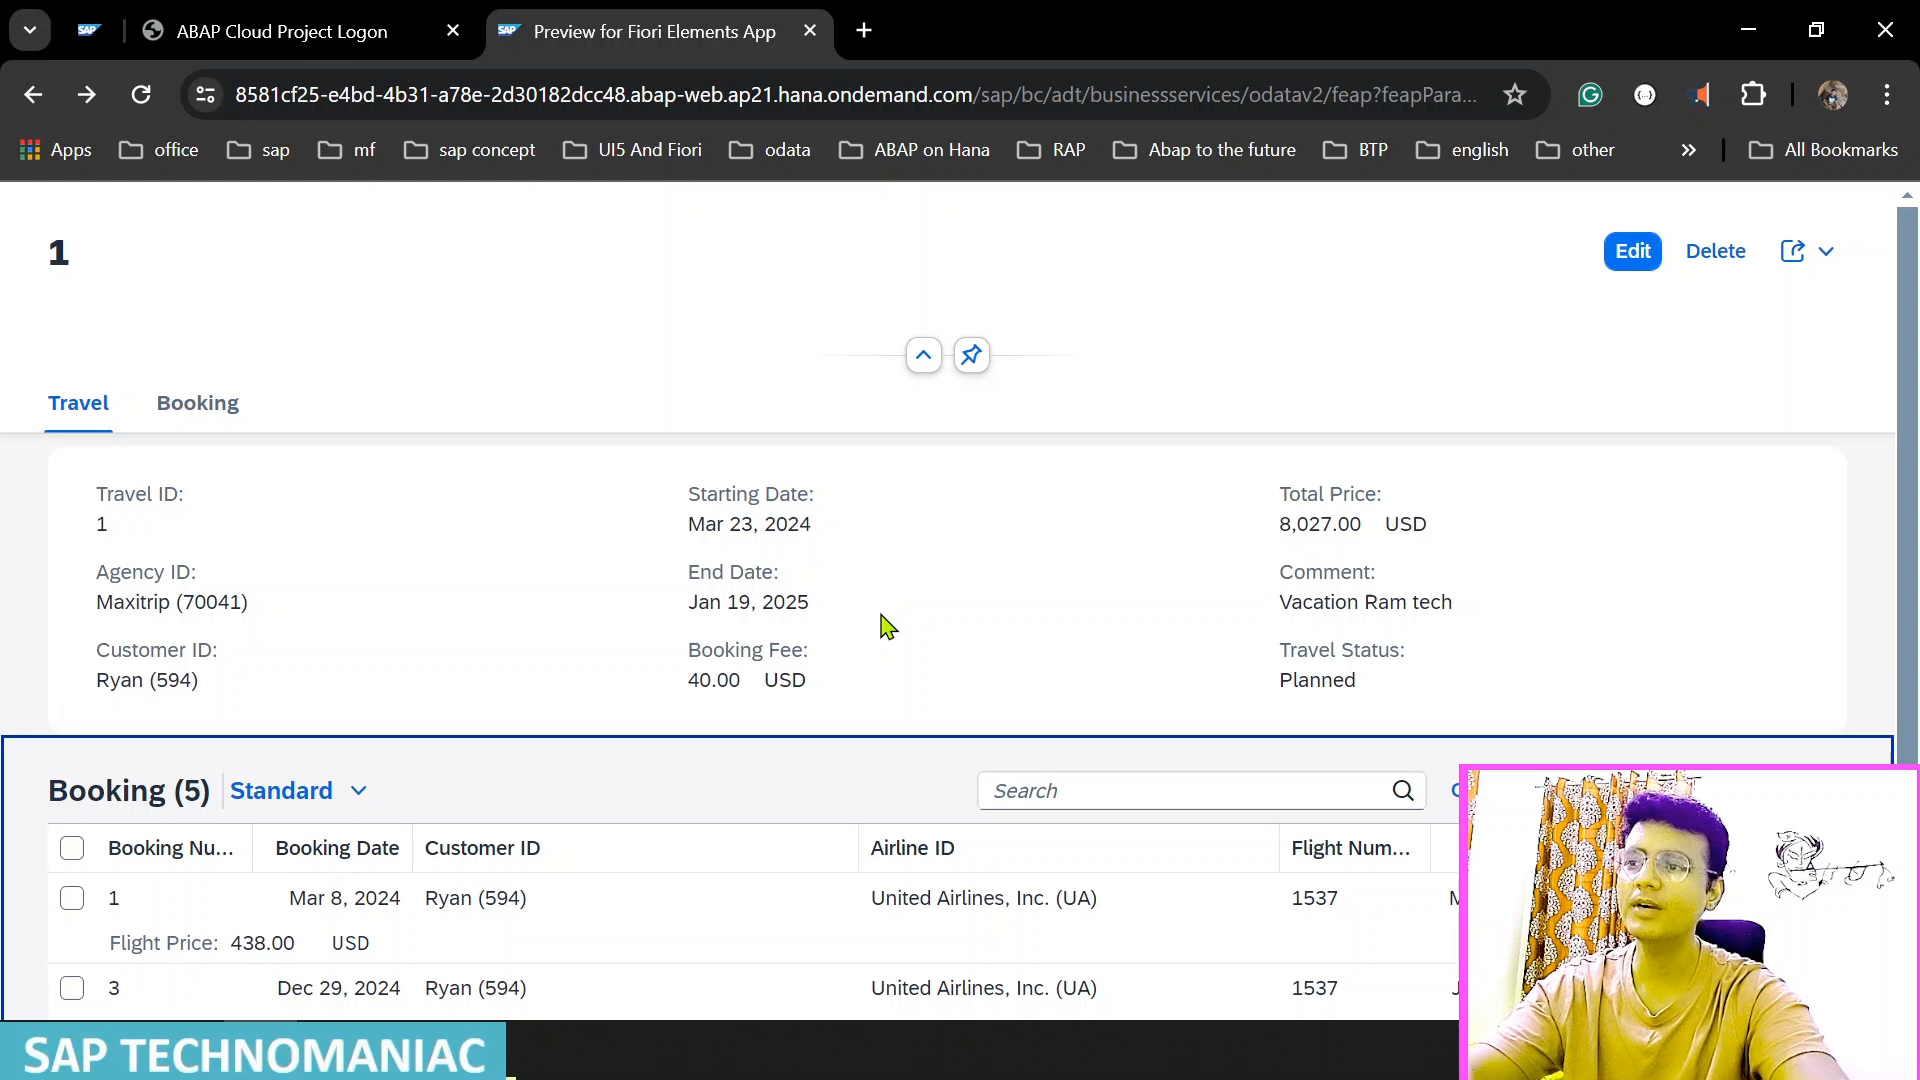 SAP
ABAP Cloud Project Logon
SAP
Preview for Fiori Elements App
8581cf25-e4bd-4b31-a78e-2d30182dcc48.abap-web.ap21.hana.ondemand.com/sap/bc/adt/businessservices/odatav2/feap?feapPara...
Apps
office
sap
mf
sap concept
UI5 And Fiori
odata
ABAP on Hana
RAP
Abap to the future
BTP
english
other
All Bookmarks
1
Edit
Delete
Travel
Booking
Travel ID:
1
Starting Date:
Mar 23, 2024
Total Price:
8,027.00 USD
Agency ID:
Maxitrip (70041)
End Date:
Jan 19, 2025
Comment:
Vacation Ram tech
Customer ID:
Ryan (594)
Booking Fee:
40.00 USD
Travel Status:
Planned
Booking (5)
Standard
Search
Booking Nu...
Booking Date
Customer ID
Airline ID
Flight Num...
1
Mar 8, 2024
Ryan (594)
United Airlines, Inc. (UA)
1537
Flight Price: 438.00 USD
3
Dec 29, 2024
Ryan (594)
United Airlines, Inc. (UA)
1537
SAP TECHNOMANIAC